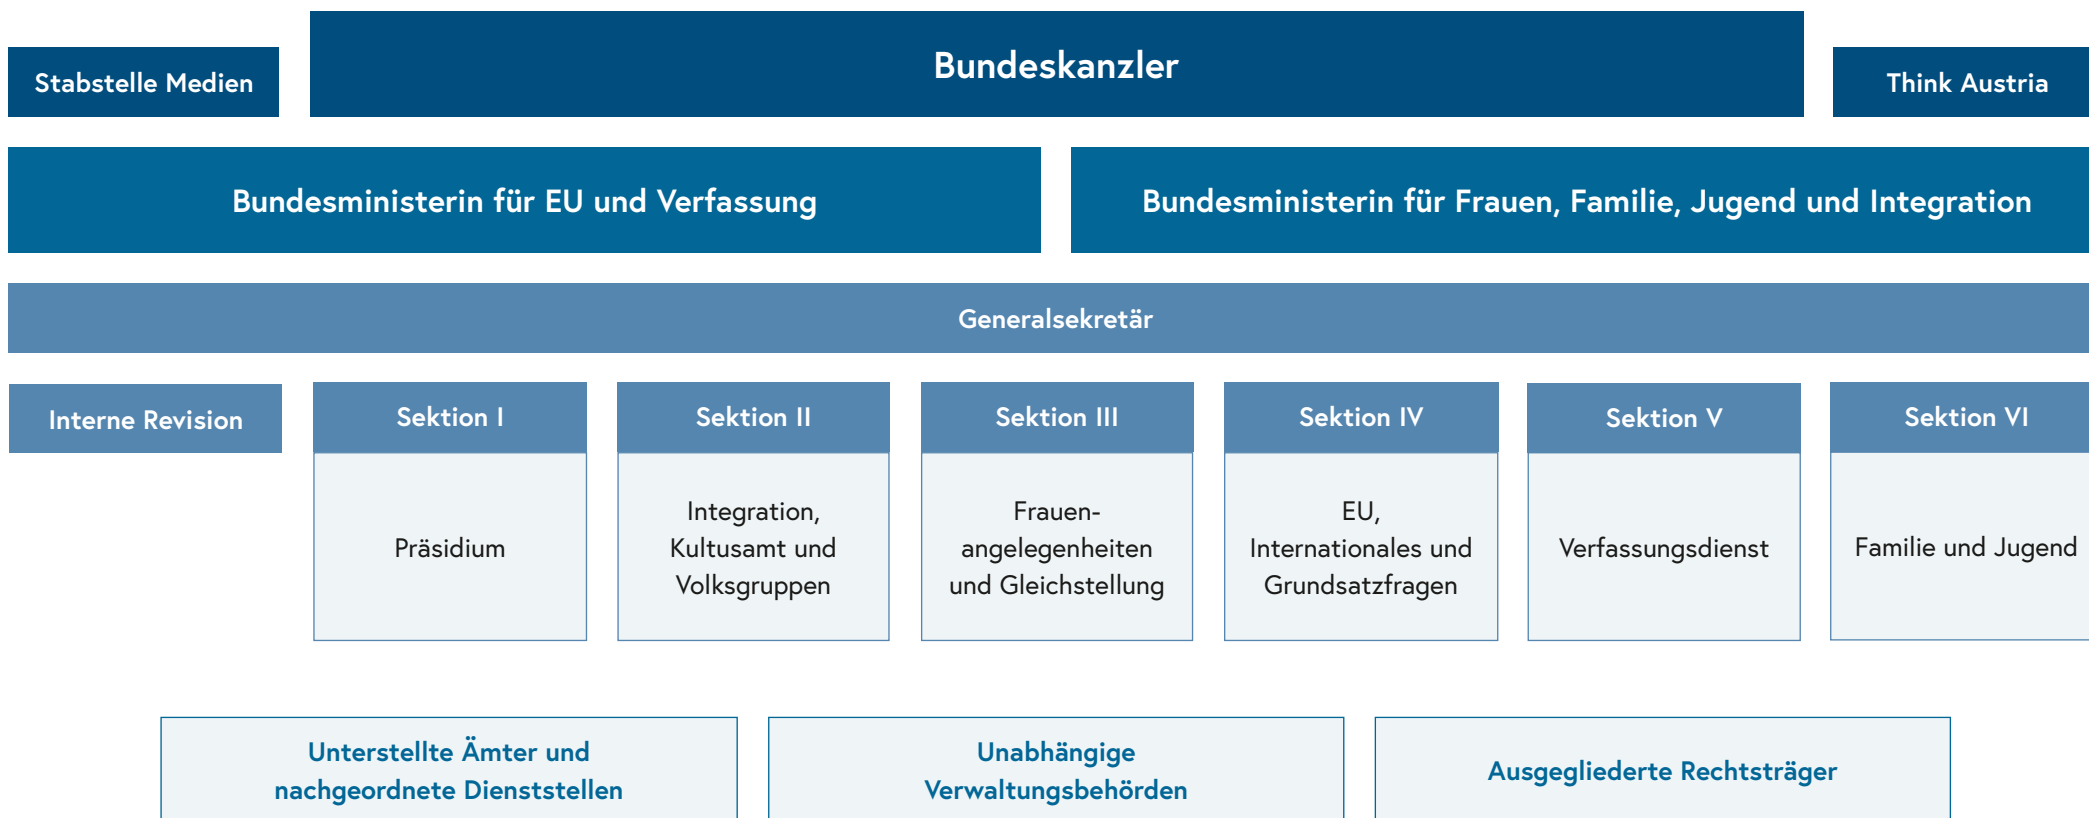 Stabstelle Medien
Bundeskanzler
Think Austria
Bundesministerin für EU und Verfassung
Bundesministerin für Frauen, Familie, Jugend und Integration
Generalsekretär
Interne Revision
Sektion I
Präsidium
Sektion II
Integration,
Kultusamt und
Volksgruppen
Sektion III
Frauen-
angelegenheiten
und Gleichstellung
Sektion IV
EU,
Internationales und
Grundsatzfragen
Sektion V
Verfassungsdienst
Sektion VI
Familie und Jugend
Unterstellte Ämter und
nachgeordnete Dienststellen
Unabhängige
Verwaltungsbehörden
Ausgegliederte Rechtsträger